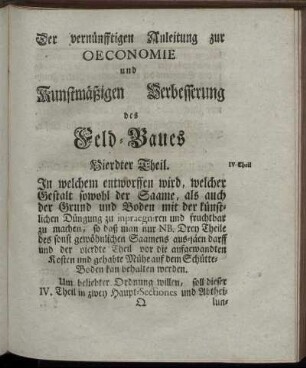 Der vernünfftigen Anleitung zur
OECONOMIE
und
Kunstmäßigen Verbesserung
des
Feld-Baues
Vierdter Theil.
IV Theil
In welchem entworffen wird, welcher
Gestalt sowohl der Saame, als auch
der Grund und Boden mit der künst-
lichen Düngung zu inpraegniren und fruchtbar
zu machen, so daß man nur NB. Drey Theile
des sonst gewöhnlichen Saamens aussäen darff
und der vierdte Theil vor die aufgewandten
Kosten und gehabte Mühe auf dem Schütte-
Boden kan behalten werden.
Um beliebter Ordnung willen, soll dieser
IV. Theil in zwey Haupt-Sectiones und Abthei-
Q
lun-